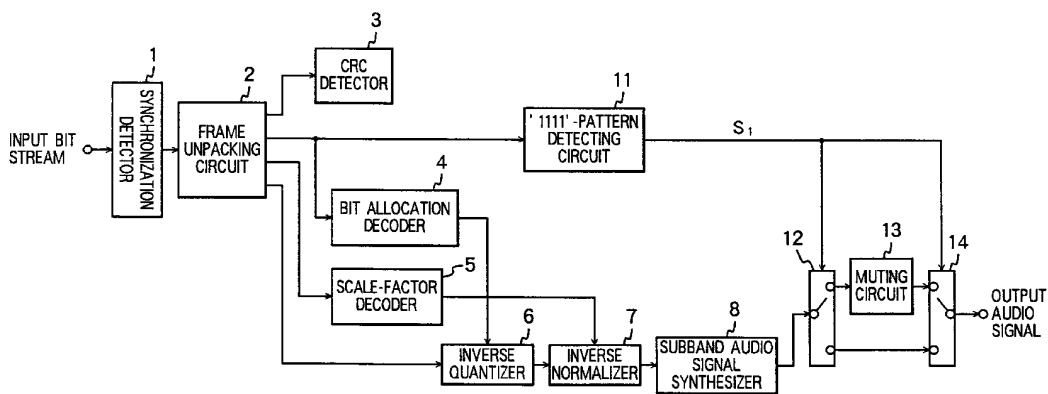 1
SYNCHRONIZATION
DETECTOR
INPUT BIT
STREAM
2
FRAME
UNPACKING
CIRCUIT
3
CRC
DETECTOR
11
' 1111' -PATTERN
DETECTING
CIRCUIT
S1
4
BIT ALLOCATION
DECODER
5
SCALE-FACTOR
DECODER
6
INVERSE
QUANTIZER
7
INVERSE
NORMALIZER
8
SUBBAND AUDIO
SIGNAL
SYNTHESIZER
12
13
MUTING
CIRCUIT
14
OUTPUT
AUDIO
SIGNAL